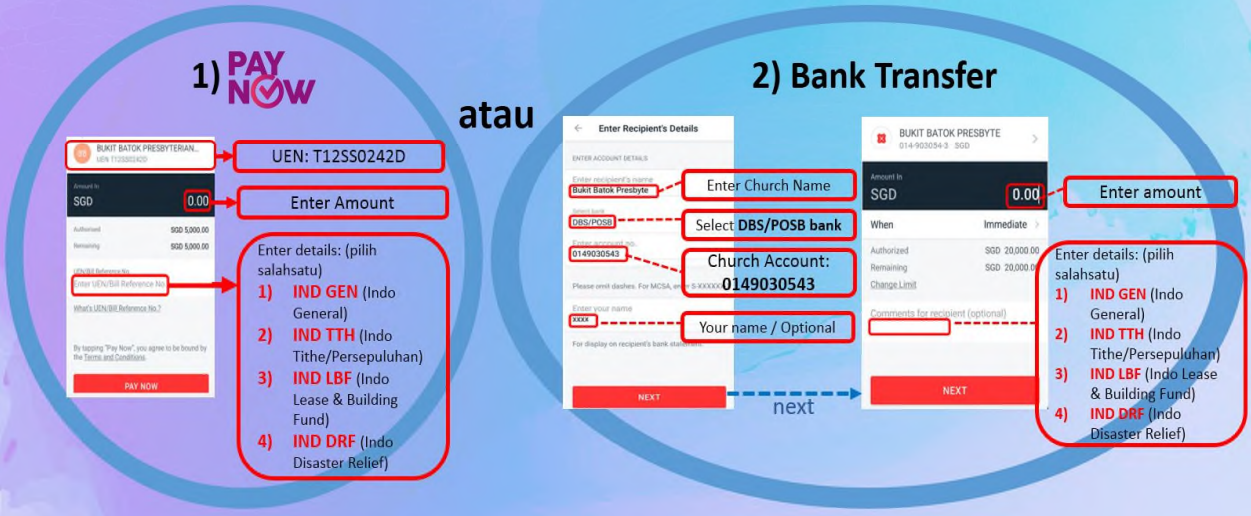 1) PAY NOW
BUKIT BATOK PRESBYTERIAN...
UEN T12SS0242D
UEN: T12SS0242D
Amount In
SGD
0.00
Enter Amount
Authorised
SGD 5,000.00
Remaining
SGD 5,000.00
UEN/Bill Reference No.
Enter UEN/Bill Reference No.
What's UEN/Bill Reference No.?
By tapping "Pay Now", you agree to be bound by
the Terms and Conditions.
PAY NOW
Enter details: (pilih
salahsatu)
1) IND GEN (Indo
General)
2) IND TTH (Indo
Tithe/Persepuluhan)
3) IND LBF (Indo
Lease & Building
Fund)
4) IND DRF (Indo
Disaster Relief)
atau
2) Bank Transfer
Enter Recipient's Details
ENTER ACCOUNT DETAILS
Enter recipient's name
Bukit Batok Presbyte
Enter Church Name
Select bank
DBS/POSB
Select DBS/POSB bank
Enter account no.
0149030543
Church Account:
0149030543
Please omit dashes. For MCSA, enter S-XXXXXX
Enter your name
xxxx
Your name / Optional
For display on recipient's bank statement.
NEXT
next
BUKIT BATOK PRESBYTE
014-903054-3 SGD
Amount In
SGD
0.00
Enter amount
When
Immediate
Authorized
SGD 20,000.00
Remaining
SGD 20,000.00
Change Limit
Comments for recipient (optional)
NEXT
Enter details: (pilih
salahsatu)
1) IND GEN (Indo
General)
2) IND TTH (Indo
Tithe/Persepuluhan)
3) IND LBF (Indo Lease
& Building Fund)
4) IND DRF (Indo
Disaster Relief)